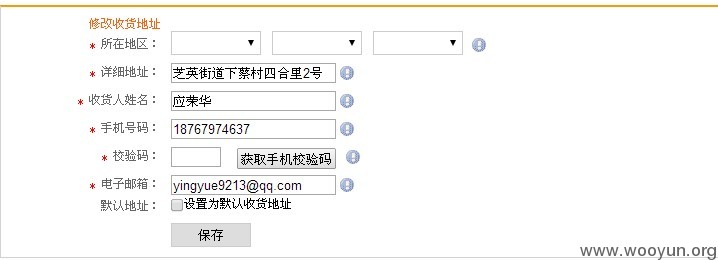 修改收货地址
* 所在地区：
* 详细地址： 芝英街道下蔡村四合里2号
* 收货人姓名： 应荣华
* 手机号码： 18767974637
* 校验码： 获取手机校验码
* 电子邮箱： yingyue9213@qq.com
默认地址： 设置为默认收货地址
保存
www.wooyun.org